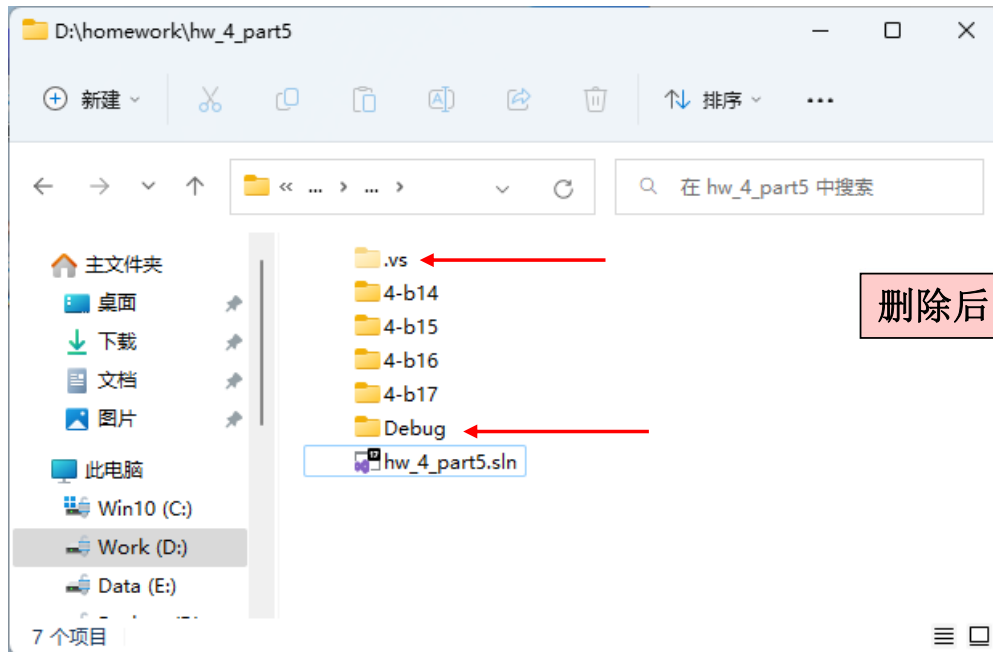 D:\homework\hw_4_part5
新建
排序
« ... › ... ›
在 hw_4_part5 中搜索
主文件夹
桌面
下载
文档
图片
此电脑
Win10 (C:)
Work (D:)
Data (E:)
.vs
4-b14
4-b15
4-b16
4-b17
Debug
hw_4_part5.sln
删除后
7 个项目